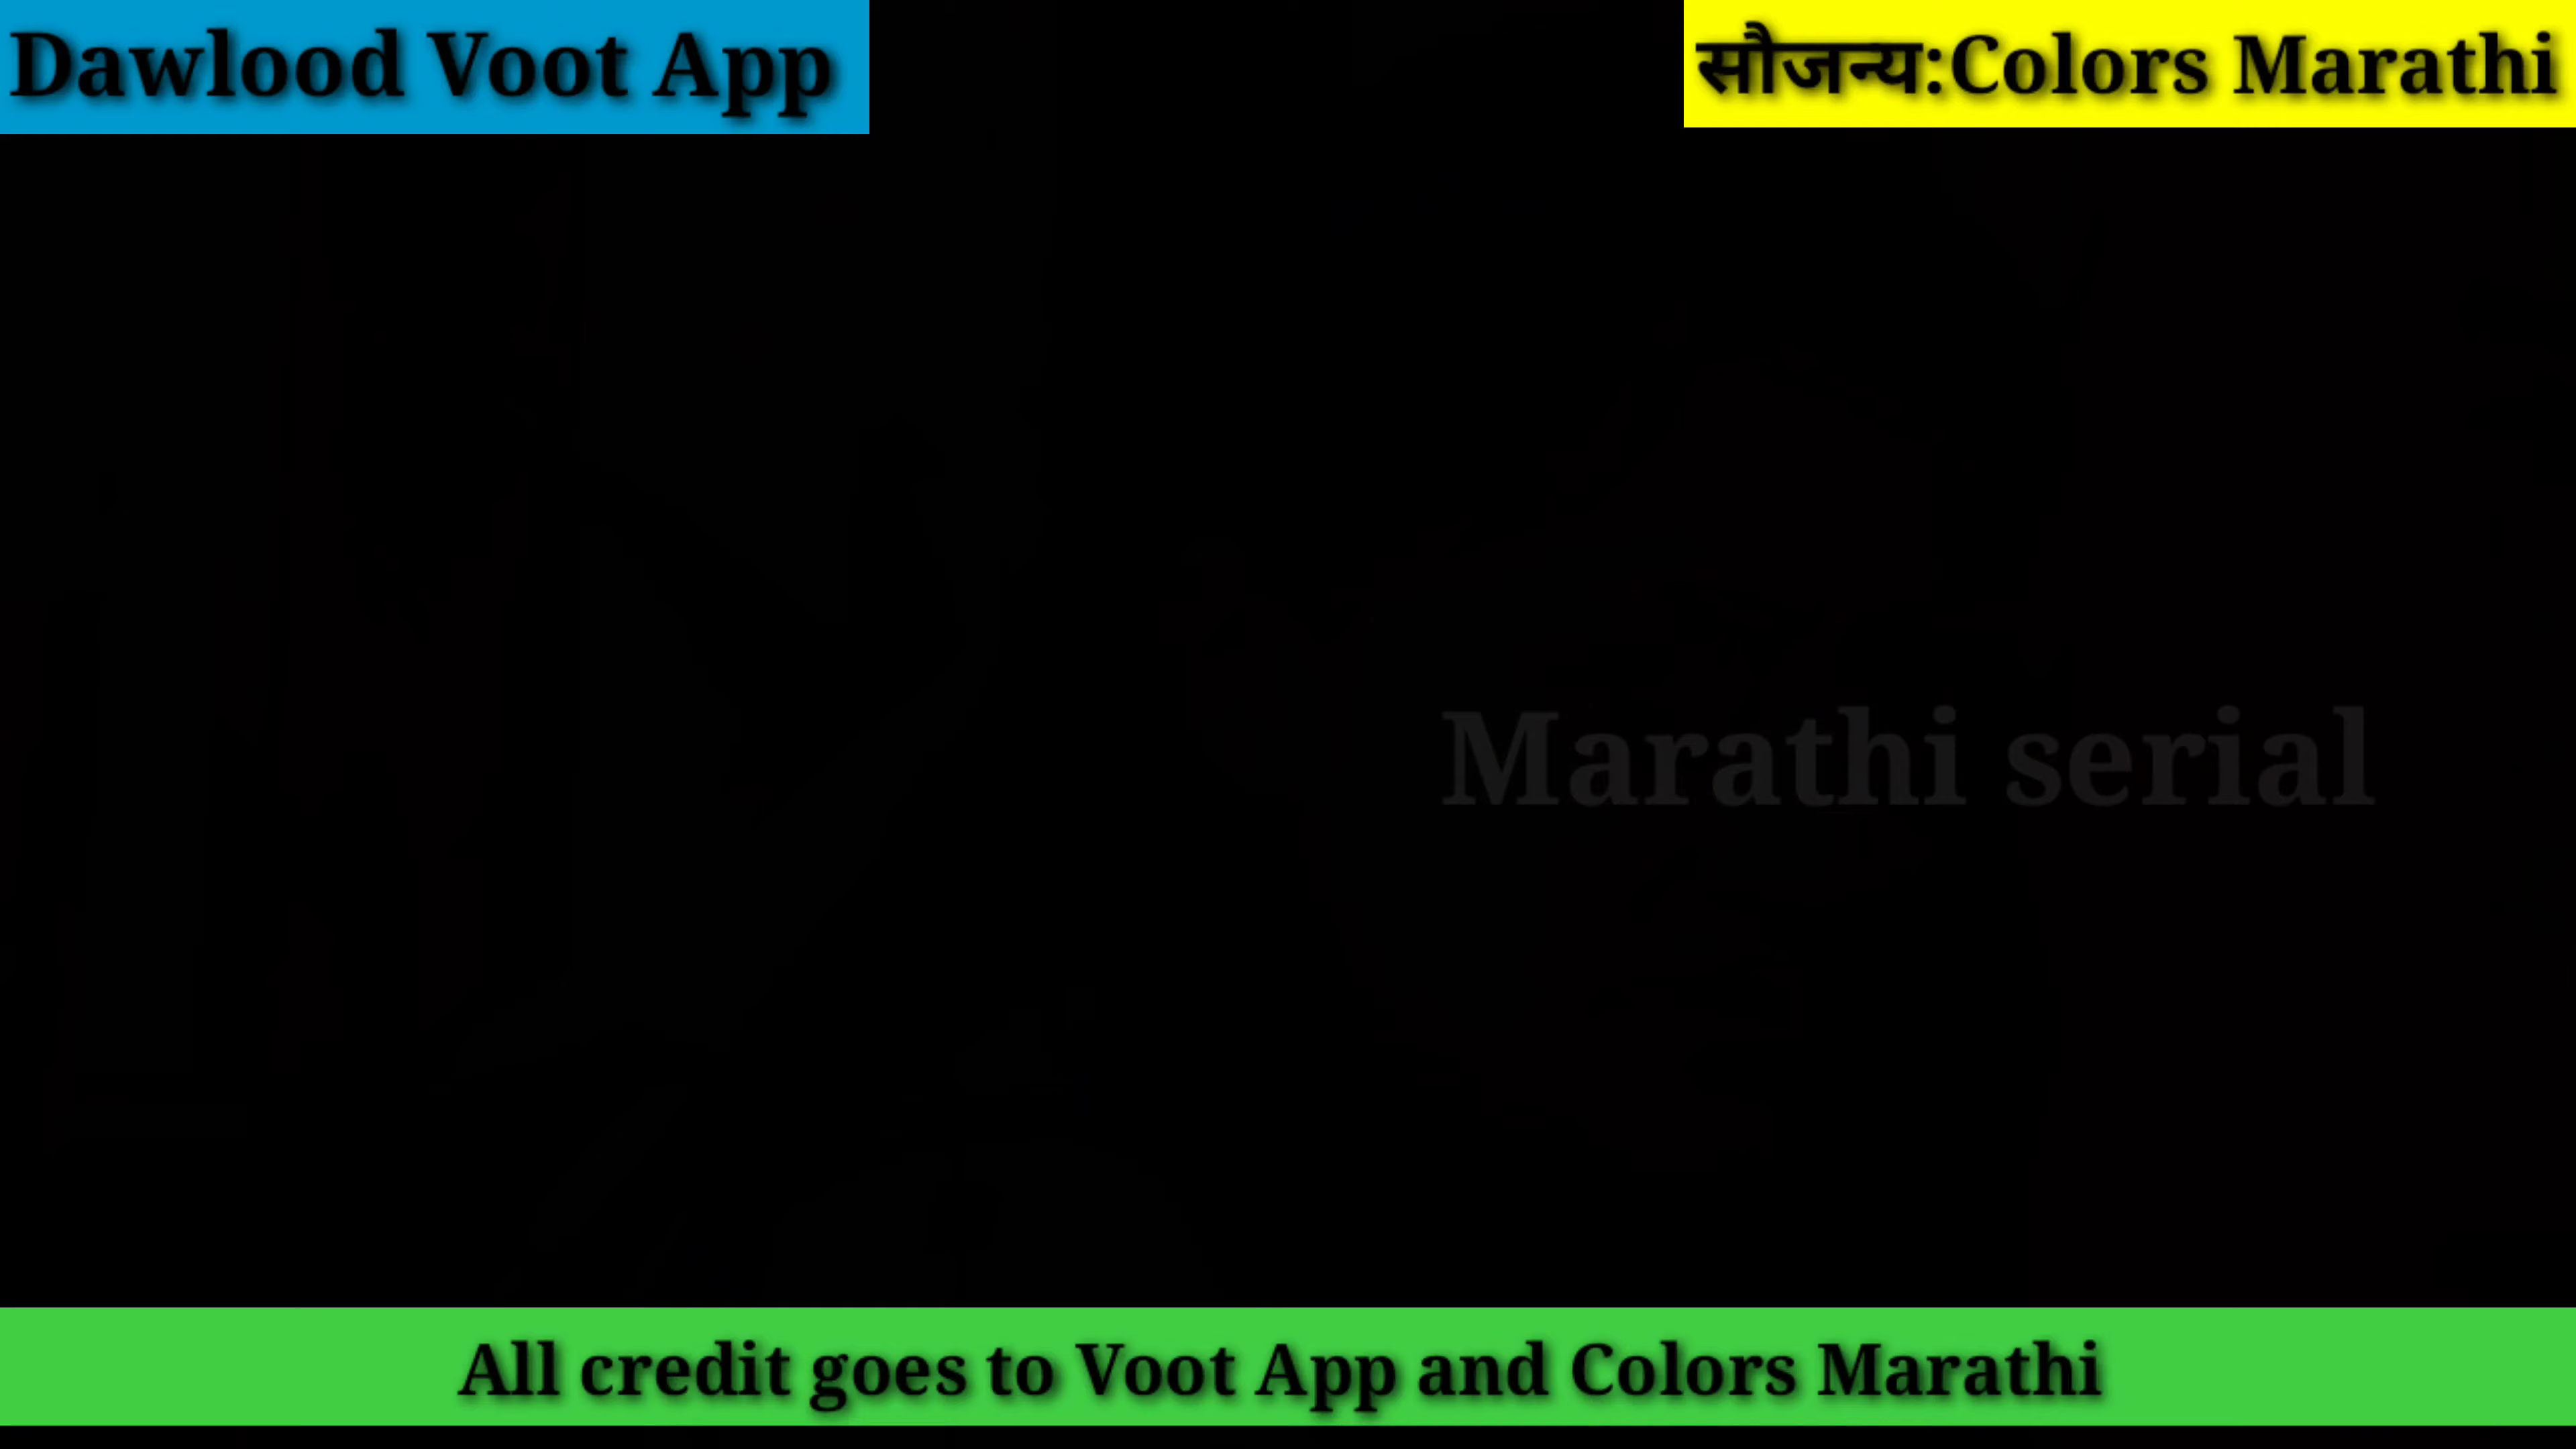 Dawlood Voot App
सौजन्य:Colors Marathi
Marathi serial
All credit goes to Voot App and Colors Marathi